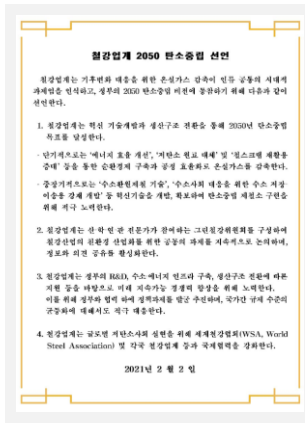 철강업계 2050 탄소중립 선언
철강업계는 기후변화 대응을 위한 온실가스 감축이 인류 공통의 시대적
과제임을 인식하고, 정부의 2050 탄소중립 비전에 동참하기 위해 다음과 같이
선언한다.
1. 철강업계는 혁신 기술개발과 생산구조 전환을 통해 2050년 탄소중립
목표를 달성한다.
- 단기적으로는 '에너지 효율 개선', '저탄소 원료 대체' 및 '철스크랩 재활용
증대' 등을 통한 순환경제 구축과 공정 효율화로 온실가스를 감축한다.
- 중장기적으로는 '수소환원제철 기술', '수소사회 대응을 위한 수소 저장·
이송용 강재 개발' 등 혁신기술을 개발, 확보하여 탄소중립 제철소 구현을
위해 적극 노력한다.
2. 철강업계는 산학연관 전문가가 참여하는 그린철강위원회를 구성하여
철강산업의 친환경 산업화를 위한 공동의 과제를 지속적으로 논의하며,
정보와 의견 공유를 활성화한다.
3. 철강업계는 정부의 R&D, 수소·에너지 인프라 구축, 생산구조 전환에 따른
지원 등을 바탕으로 미래 지속가능 경쟁력 향상을 위해 노력한다.
이를 위해 정부와 협력 하에 정책과제를 발굴 추진하며, 국가간 규제 수준의
균등화에 대해서도 적극 대응한다.
4. 철강업계는 글로벌 저탄소사회 실현을 위해 세계철강협회(WSA, World
Steel Association) 및 각국 철강업계 등과 국제협력을 강화한다.
2021년 2월 2일